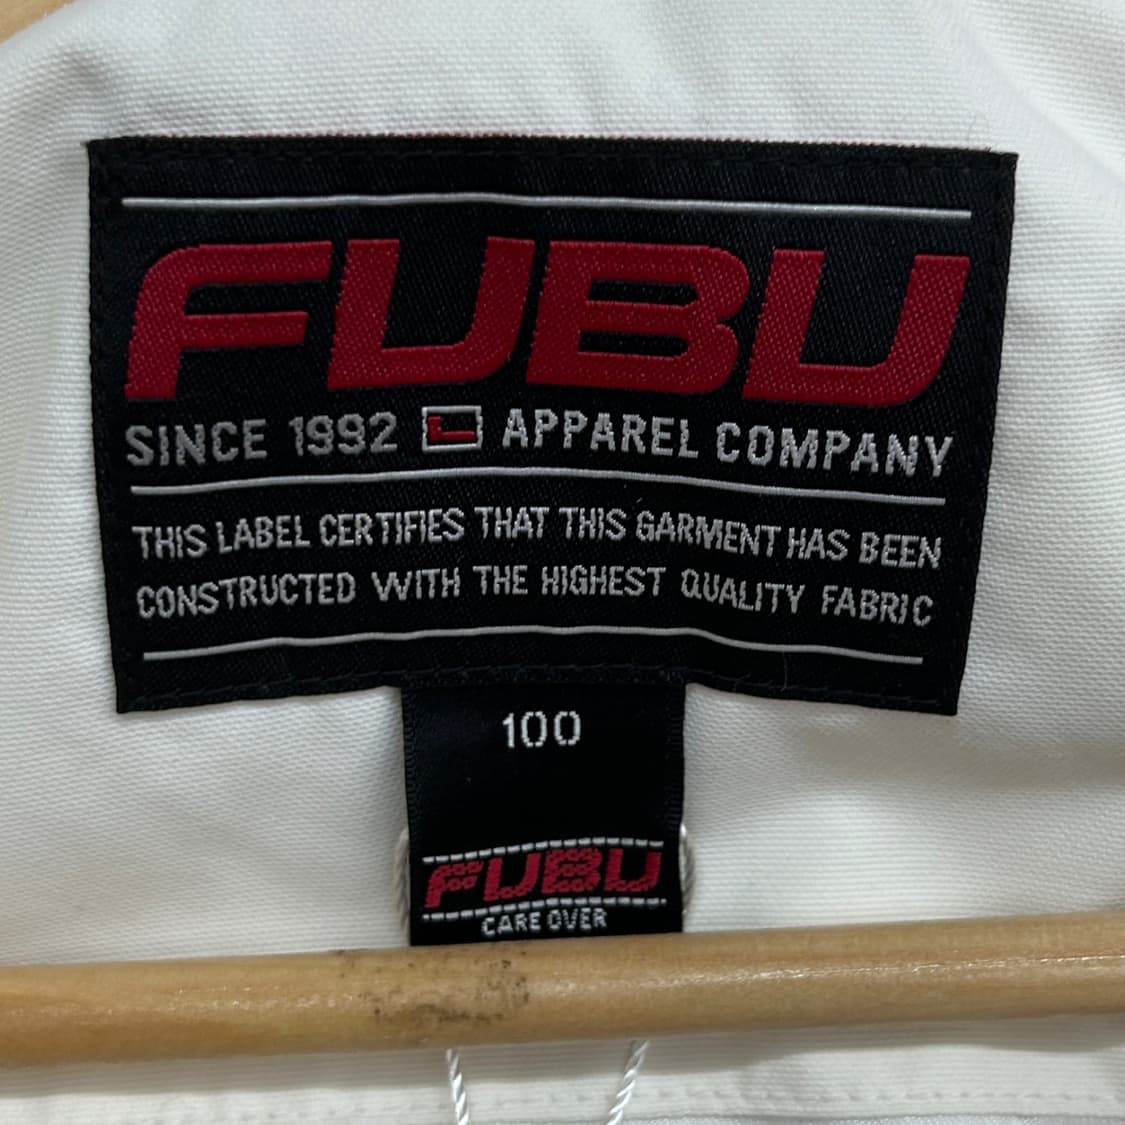 FUBU
SINCE 1992 APPAREL COMPANY
THIS LABEL CERTIFIES THAT THIS GARMENT HAS BEEN
CONSTRUCTED WITH THE HIGHEST QUALITY FABRIC
100
FUBU
CARE OVER